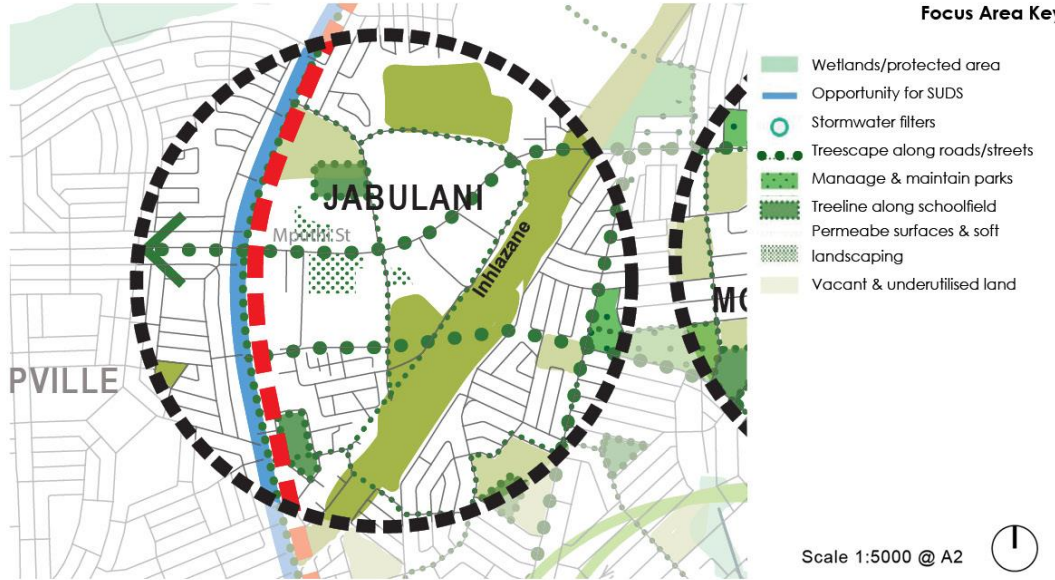 Focus Area Key
Wetlands/protected area
Opportunity for SUDS
Stormwater filters
Treescape along roads/streets
Manaage & maintain parks
Treeline along schoolfield
Permeabe surfaces & soft
landscaping
Vacant & underutilised land
JABULANI
Mputhi St
Inhlazane
MO
PVILLE
Scale 1:5000 @ A2